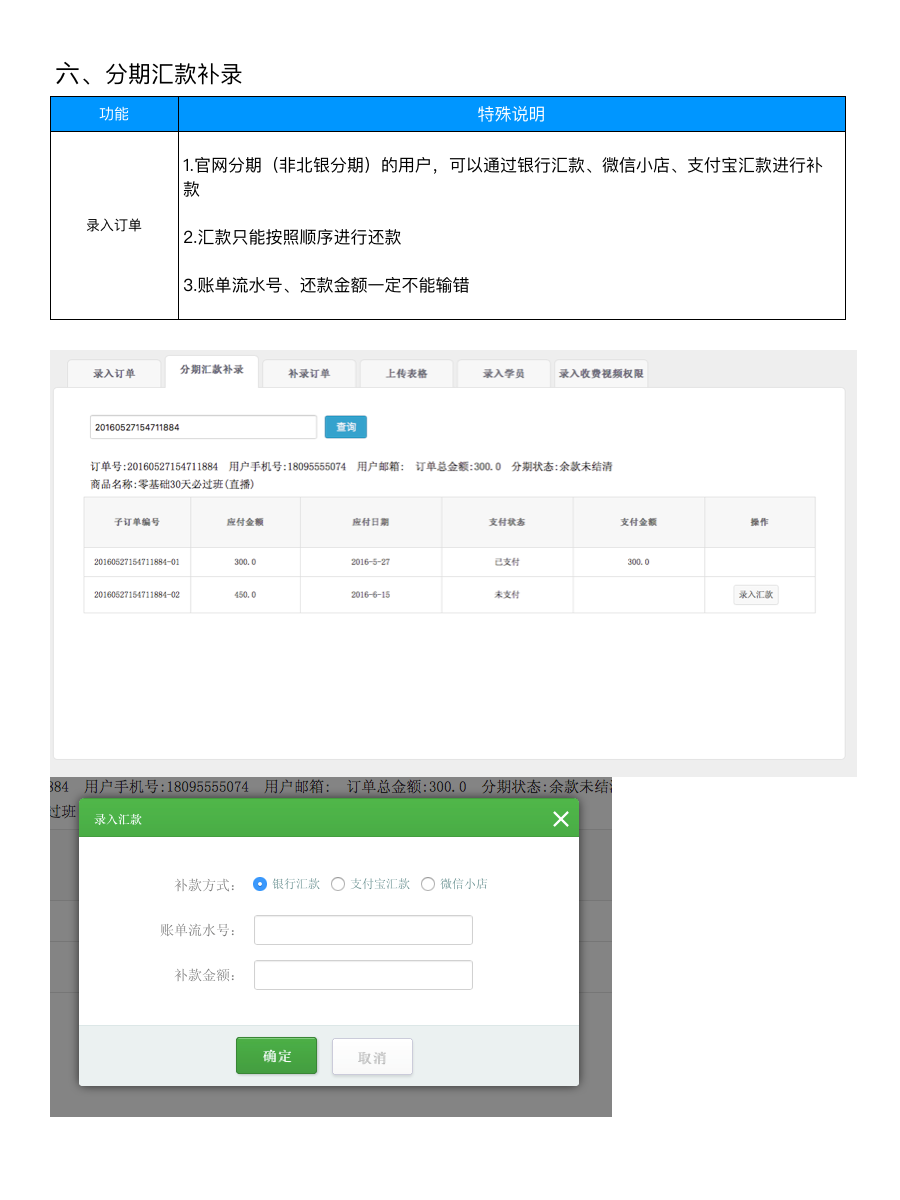 六、分期汇款补录
功能 特殊说明
录入订单
1.官网分期（非北银分期）的用户，可以通过银行汇款、微信小店、支付宝汇款进行补
款
2.汇款只能按照顺序进行还款
3.账单流水号、还款金额一定不能输错
录入订单 分期汇款补录 补录订单 上传表格 录入学员 录入收费视频权限
20160527154711884 查询
订单号:20160527154711884 用户手机号:18095555074 用户邮箱: 订单总金额:300.0 分期状态:余款未结清
商品名称:零基础30天必过班(直播)
子订单编号 应付金额 应付日期 支付状态 支付金额 操作
20160527154711884-01 300.0 2016-5-27 已支付 300.0
20160527154711884-02 450.0 2016-6-15 未支付 录入汇款
884 用户手机号:18095555074 用户邮箱: 订单总金额:300.0 分期状态:余款未结清
过班
录入汇款
补款方式: 银行汇款 支付宝汇款 微信小店
账单流水号:
补款金额:
确定 取消